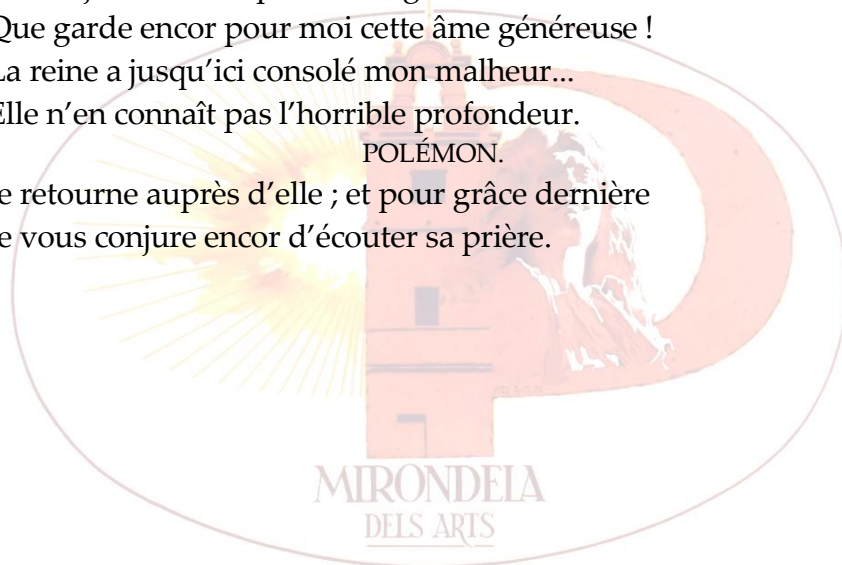 Que garde encor pour moi cette âme généreuse !
La reine a jusqu’ici consolé mon malheur...
Elle n’en connaît pas l’horrible profondeur.
POLÉMON.
e retourne auprès d’elle ; et pour grâce dernière
e vous conjure encor d’écouter sa prière.
MIRONDELA
DELS ARTS